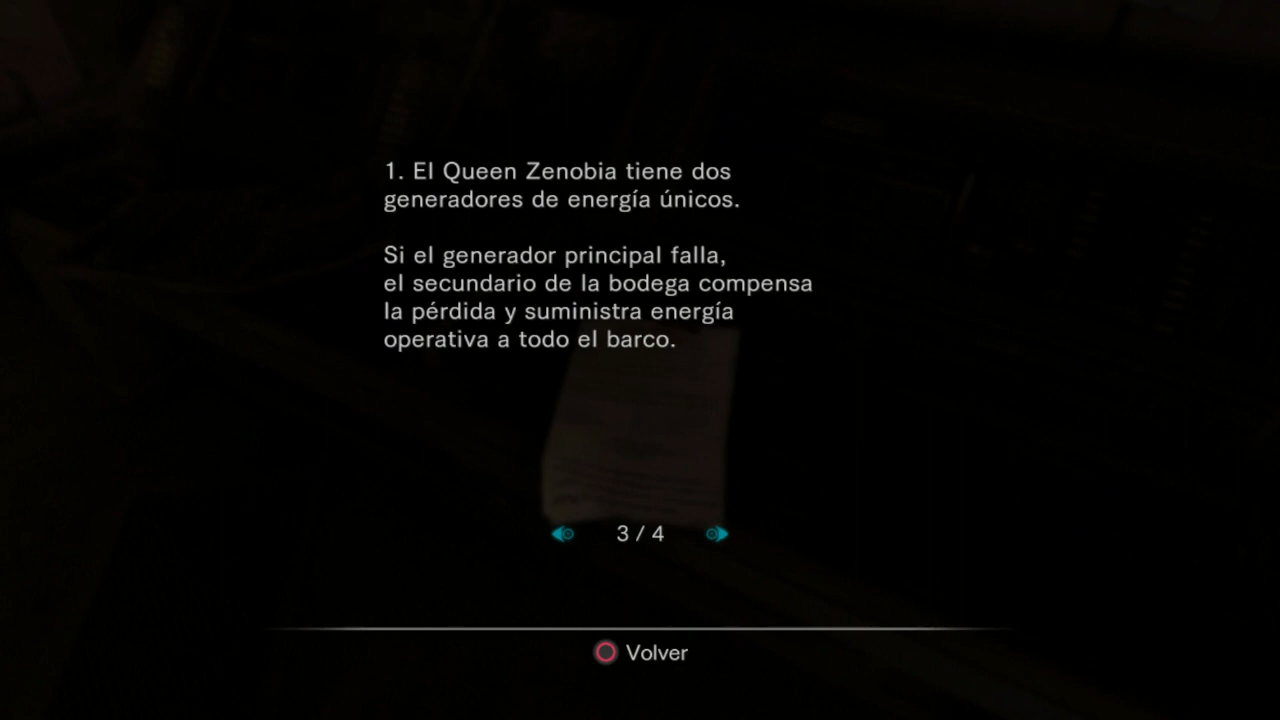 1. El Queen Zenobia tiene dos
generadores de energía únicos.
Si el generador principal falla,
el secundario de la bodega compensa
la pérdida y suministra energía
operativa a todo el barco.
3 / 4
Volver